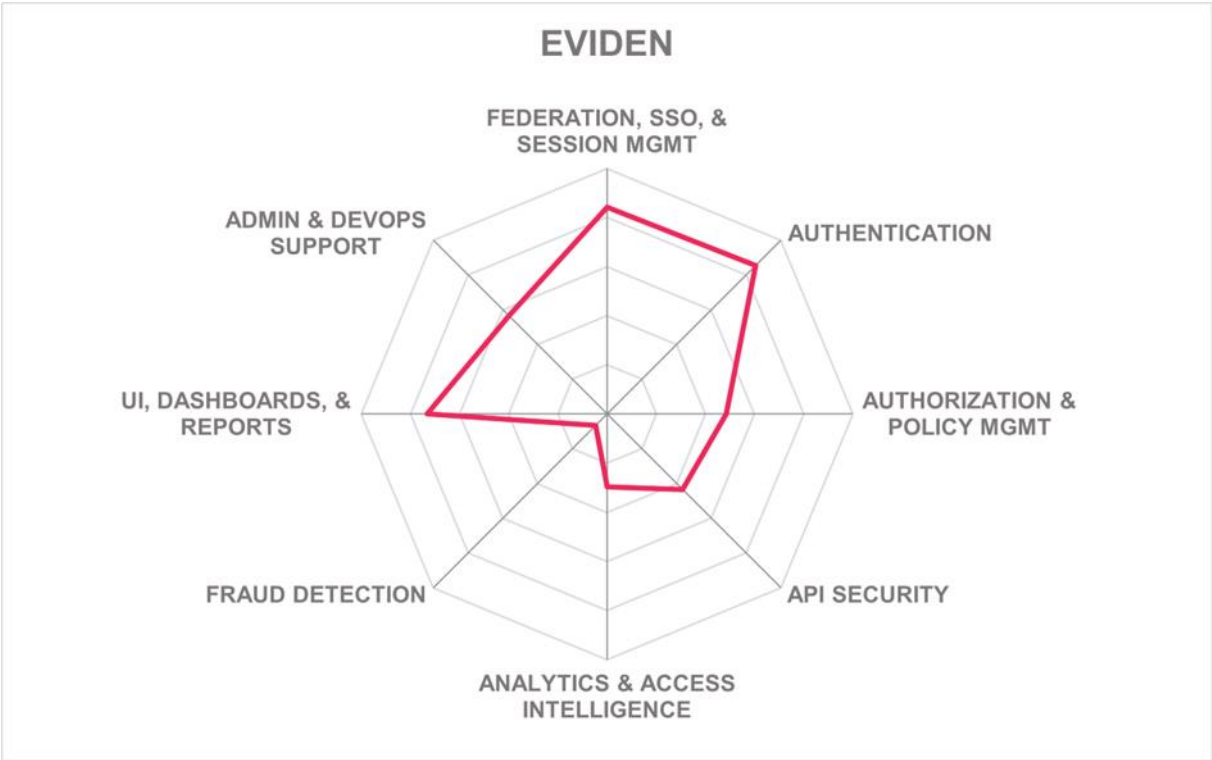 EVIDEN
FEDERATION, SSO, &
SESSION MGMT
ADMIN & DEVOPS
SUPPORT
AUTHENTICATION
UI, DASHBOARDS, &
REPORTS
AUTHORIZATION &
POLICY MGMT
FRAUD DETECTION
API SECURITY
ANALYTICS & ACCESS
INTELLIGENCE